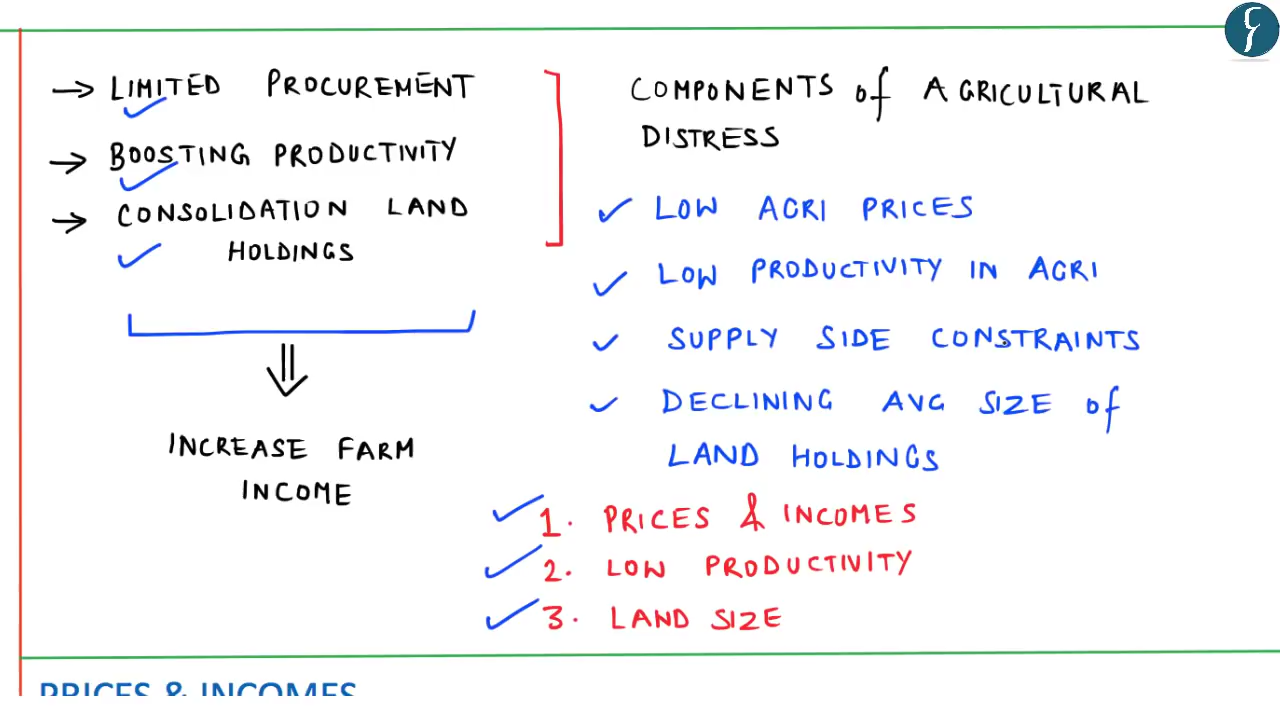 → LIMITED PROCUREMENT
→ BOOSTING PRODUCTIVITY
→ CONSOLIDATION LAND
HOLDINGS
INCREASE FARM
INCOME
COMPONENTS of AGRICULTURAL
DISTRESS
LOW AGRI PRICES
LOW PRODUCTIVITY IN AGRI
SUPPLY SIDE CONSTRAINTS
DECLINING AVG SIZE of
LAND HOLDINGS
1. PRICES & INCOMES
2. LOW PRODUCTIVITY
3. LAND SIZE
PRICES & INCOMES